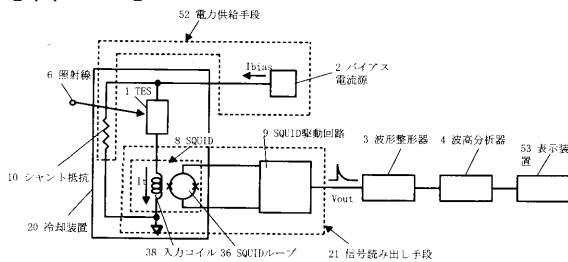 52 電力供給手段
6 照射線
1 TES
Ibias
2 バイアス
電流源
8 SQUID
9 SQUID駆動回路
3 波形整形器
4 波高分析器
53 表示装
10 シャント抵抗
It
Vout
20 冷却装置
38 入力コイル
36 SQUIDループ
21 信号読み出し手段